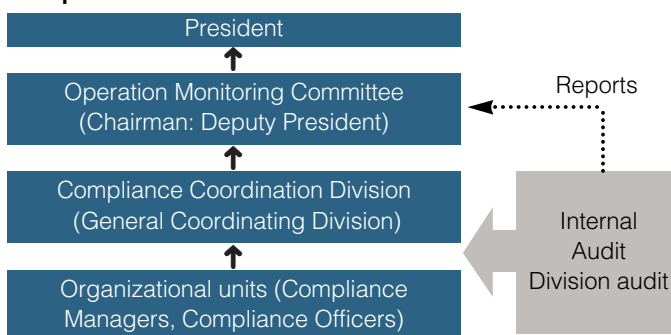 President
Operation Monitoring Committee
(Chairman: Deputy President)
Reports
Compliance Coordination Division
(General Coordinating Division)
Internal
Audit
Division audit
Organizational units (Compliance
Managers, Compliance Officers)